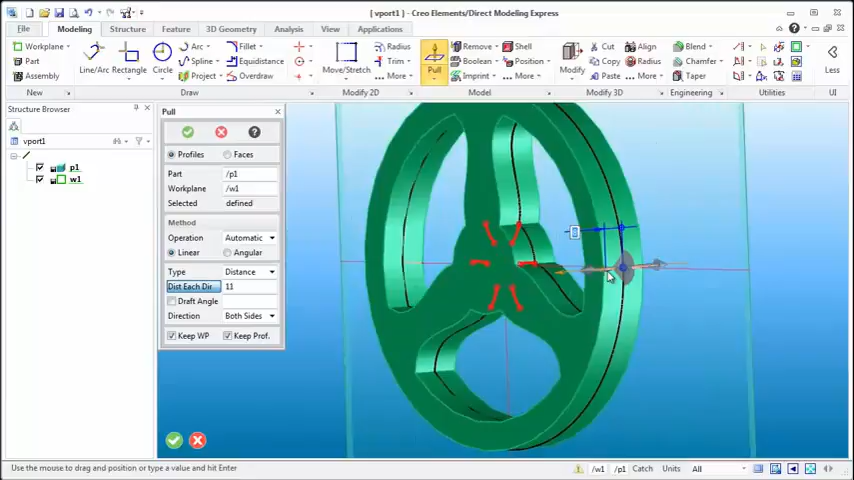 [ vport1 ] - Creo Elements/Direct Modeling Express
File Modeling Structure Feature 3D Geometry Analysis View Applications
Workplane Arc Fillet Radius Remove Shell Cut Align Blend
Part Line/Arc Rectangle Circle Spline Equidistance Move/Stretch Trim Pull Boolean Position Modify Copy Radius Chamfer Less
Assembly Project Overdraw More... Imprint More... Paste More... Taper
New Draw Modify 2D Model Modify 3D Engineering Utilities UI
Structure Browser
vport1
p1
w1
Pull
Profiles Faces
Part /p1
Workplane /w1
Selected defined
Method
Operation Automatic
Linear Angular
Type Distance
Dist Each Dir 11
Draft Angle
Direction Both Sides
Keep WP Keep Prof.
Use the mouse to drag and position or type a value and hit Enter
/w1 /p1 Catch Units All